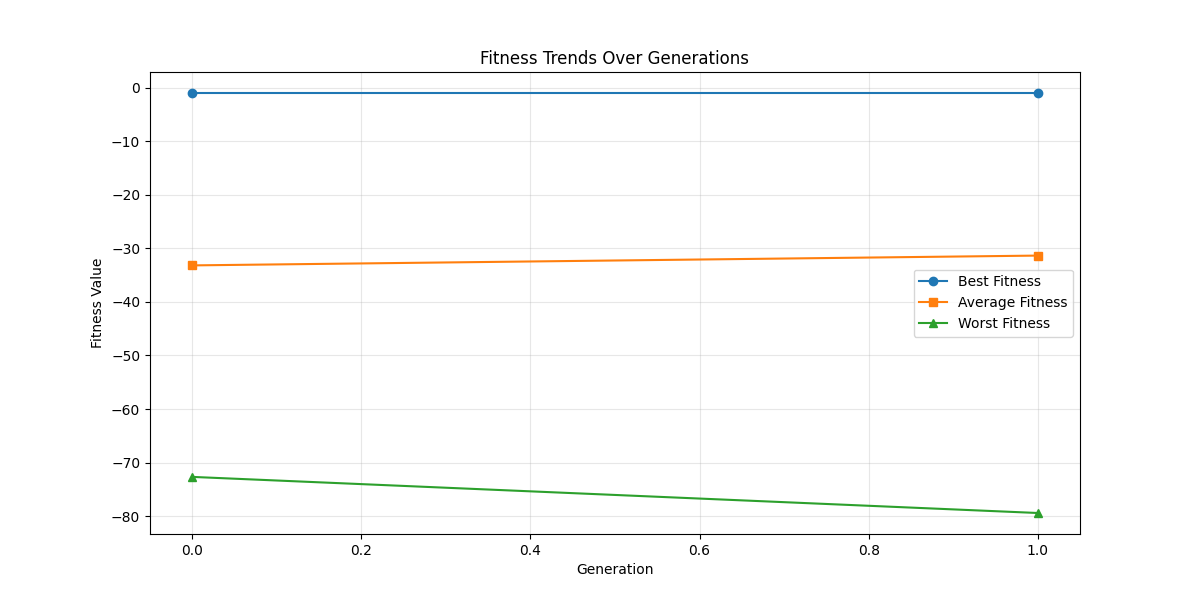 Fitness Trends Over Generations
Fitness Value
0
−10
−20
−30
−40
−50
−60
−70
−80
Best Fitness
Average Fitness
Worst Fitness
0.0 0.2 0.4 0.6 0.8 1.0
Generation